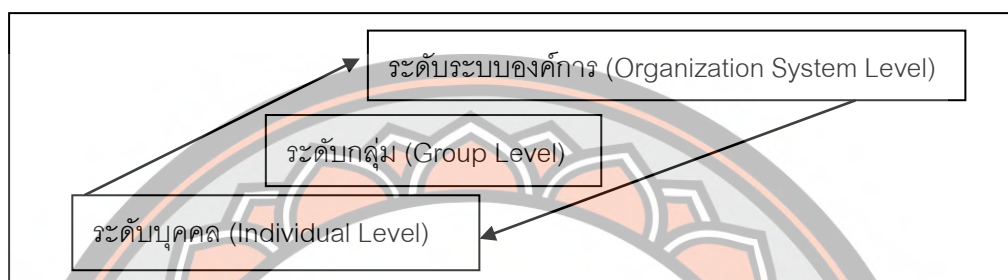 ระดับระบบองค์การ (Organization System Level)
ระดับกลุ่ม (Group Level)
ระดับบุคคล (Individual Level)